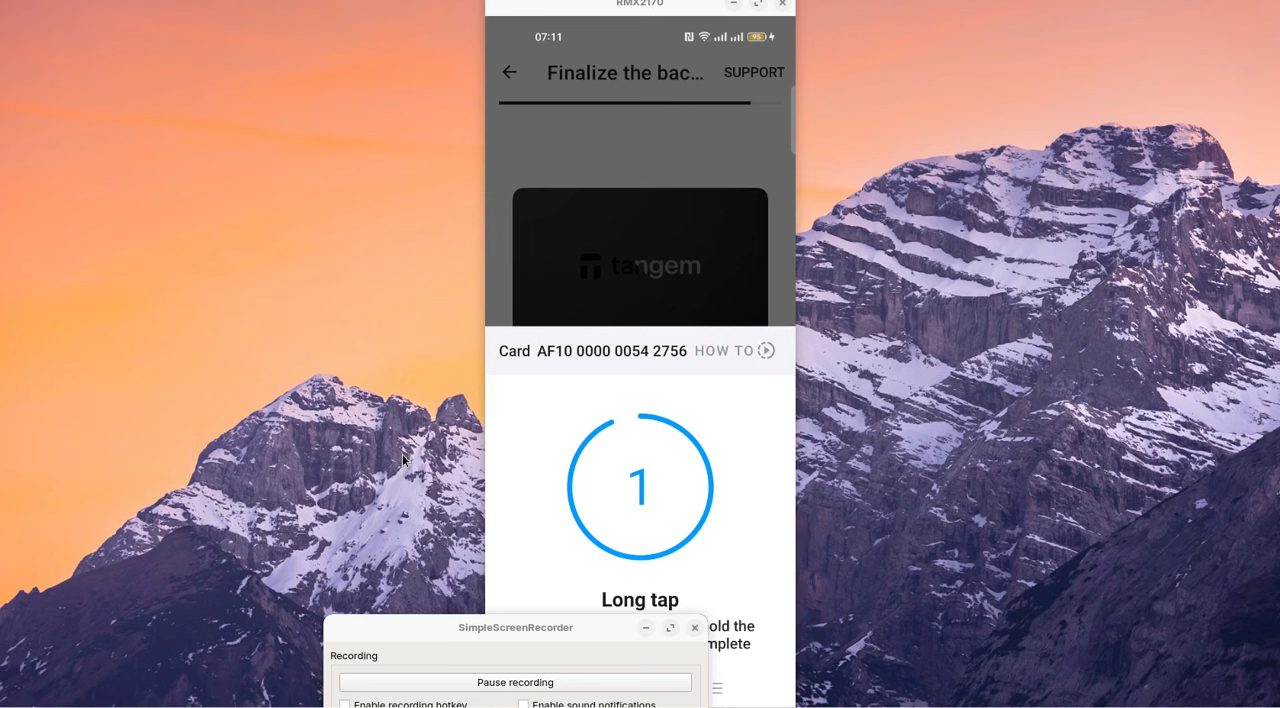 RMX2170
07:11
95
Finalize the bac...
SUPPORT
tangem
Card AF10 0000 0054 2756
HOW TO
1
Long tap
old the
mplete
SimpleScreenRecorder
Recording
Pause recording
Enable recording hotkey
Enable sound notifications